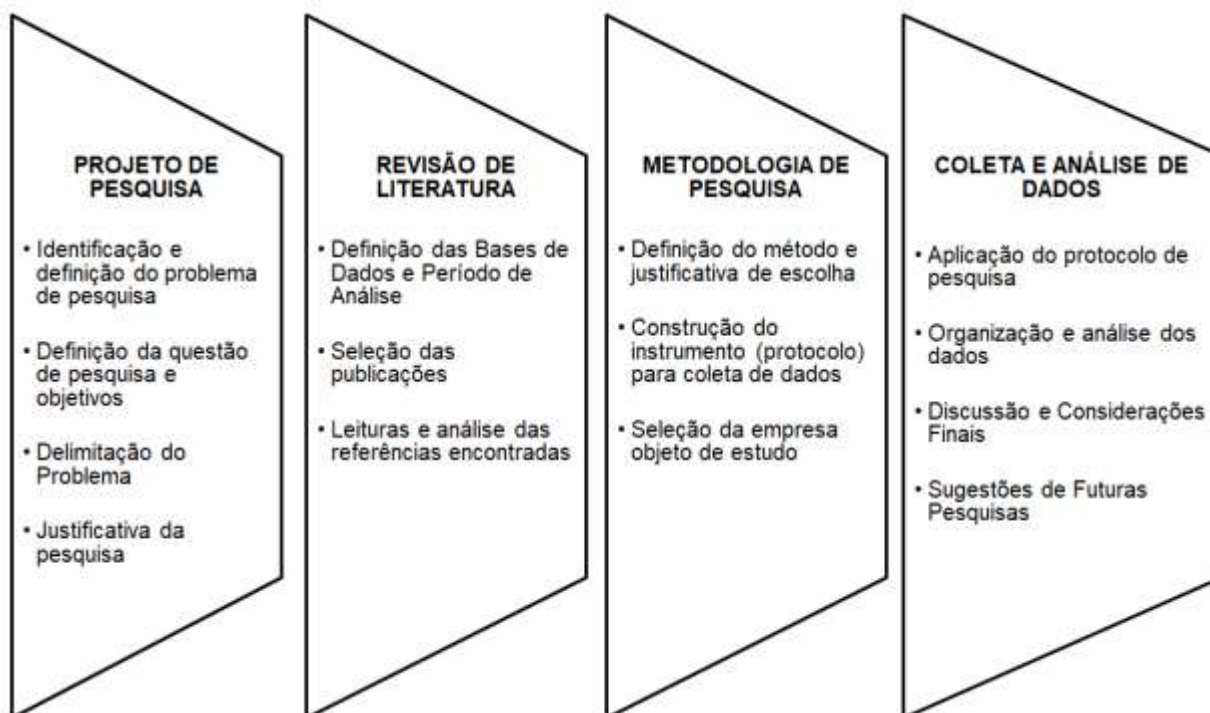 PROJETO DE
PESQUISA
• Identificação e
definição do problema
de pesquisa
• Definição da questão
de pesquisa e
objetivos
• Delimitação do
Problema
• Justificativa da
pesquisa
REVISÃO DE
LITERATURA
• Definição das Bases de
Dados e Período de
Análise
• Seleção das
publicações
• Leituras e análise das
referências encontradas
METODOLOGIA DE
PESQUISA
• Definição do método e
justificativa de escolha
• Construção do
instrumento (protocolo)
para coleta de dados
• Seleção da empresa
objeto de estudo
COLETA E ANÁLISE DE
DADOS
• Aplicação do protocolo de
pesquisa
• Organização e análise dos
dados
• Discussão e Considerações
Finais
• Sugestões de Futuras
Pesquisas